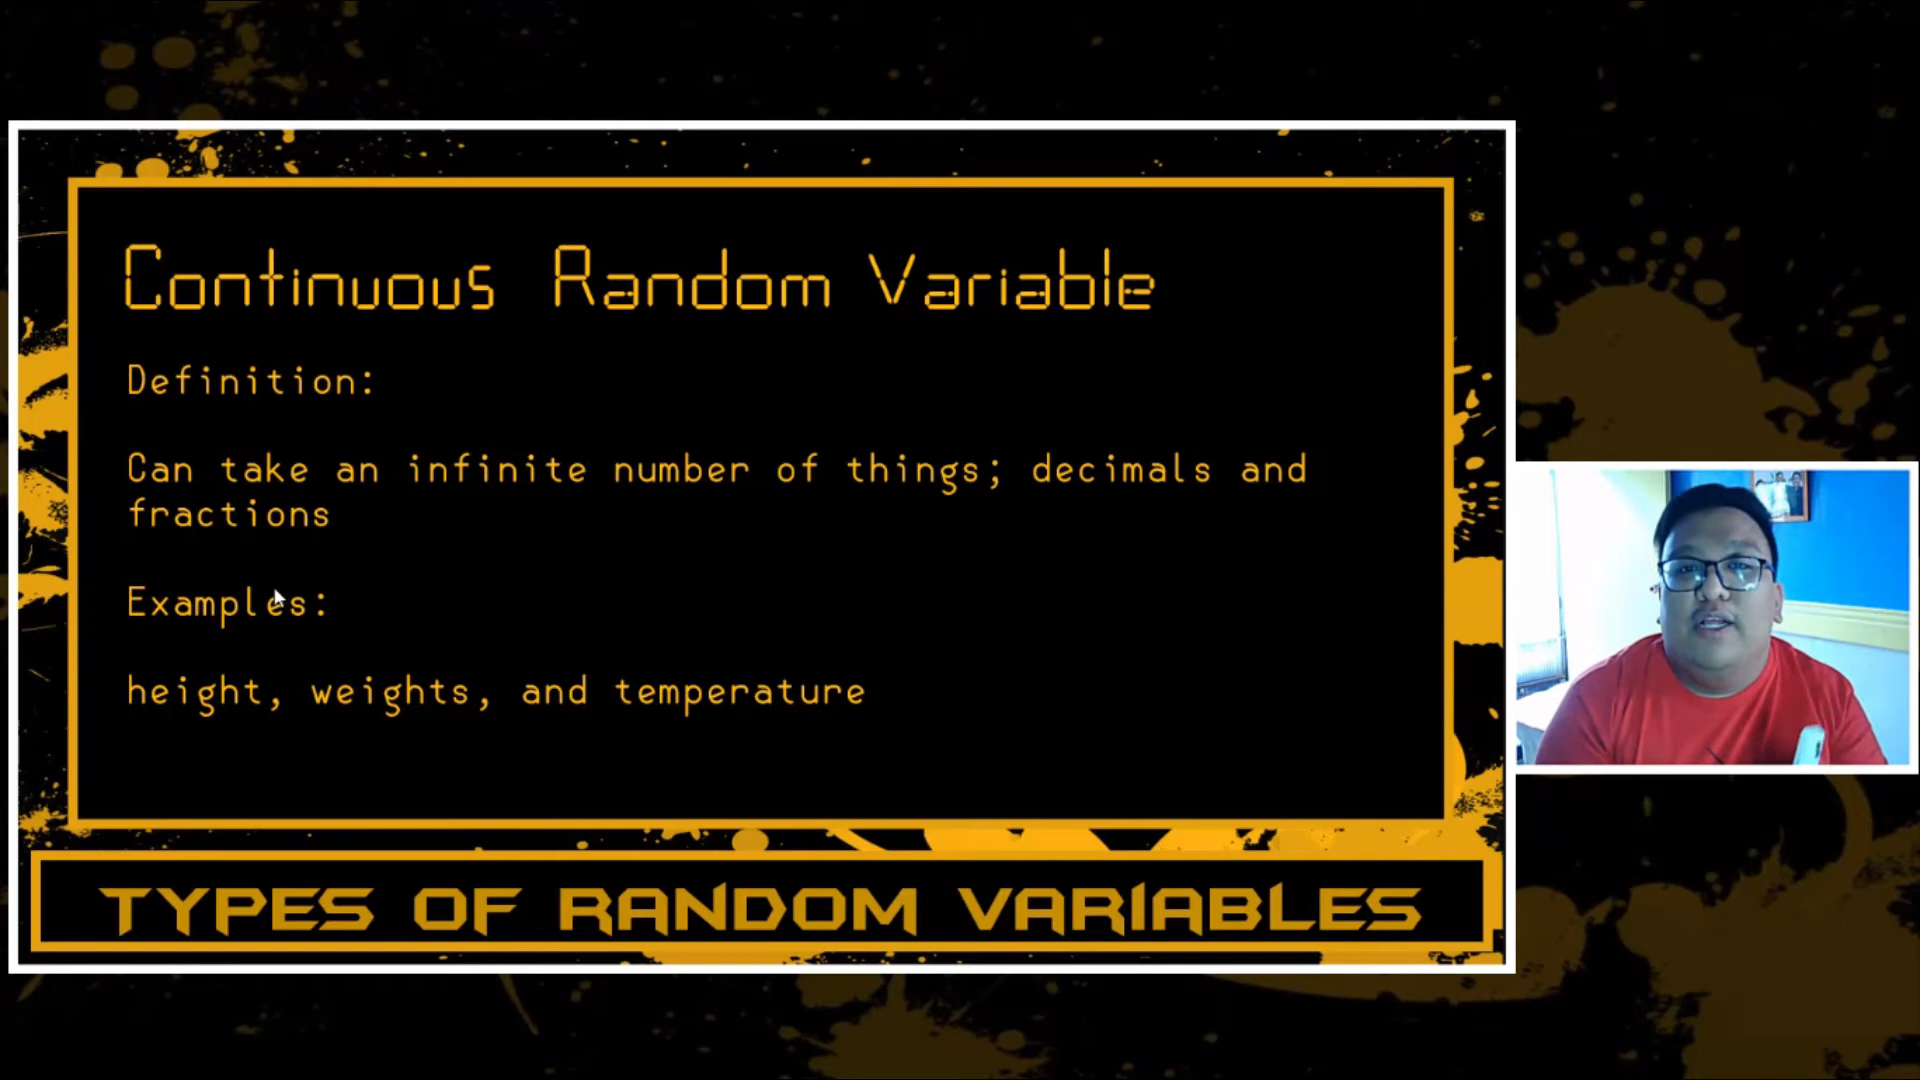 Continuous Random Variable
Definition:
Can take an infinite number of things; decimals and
fractions
Examples:
height, weights, and temperature
TYPES OF RANDOM VARIABLES